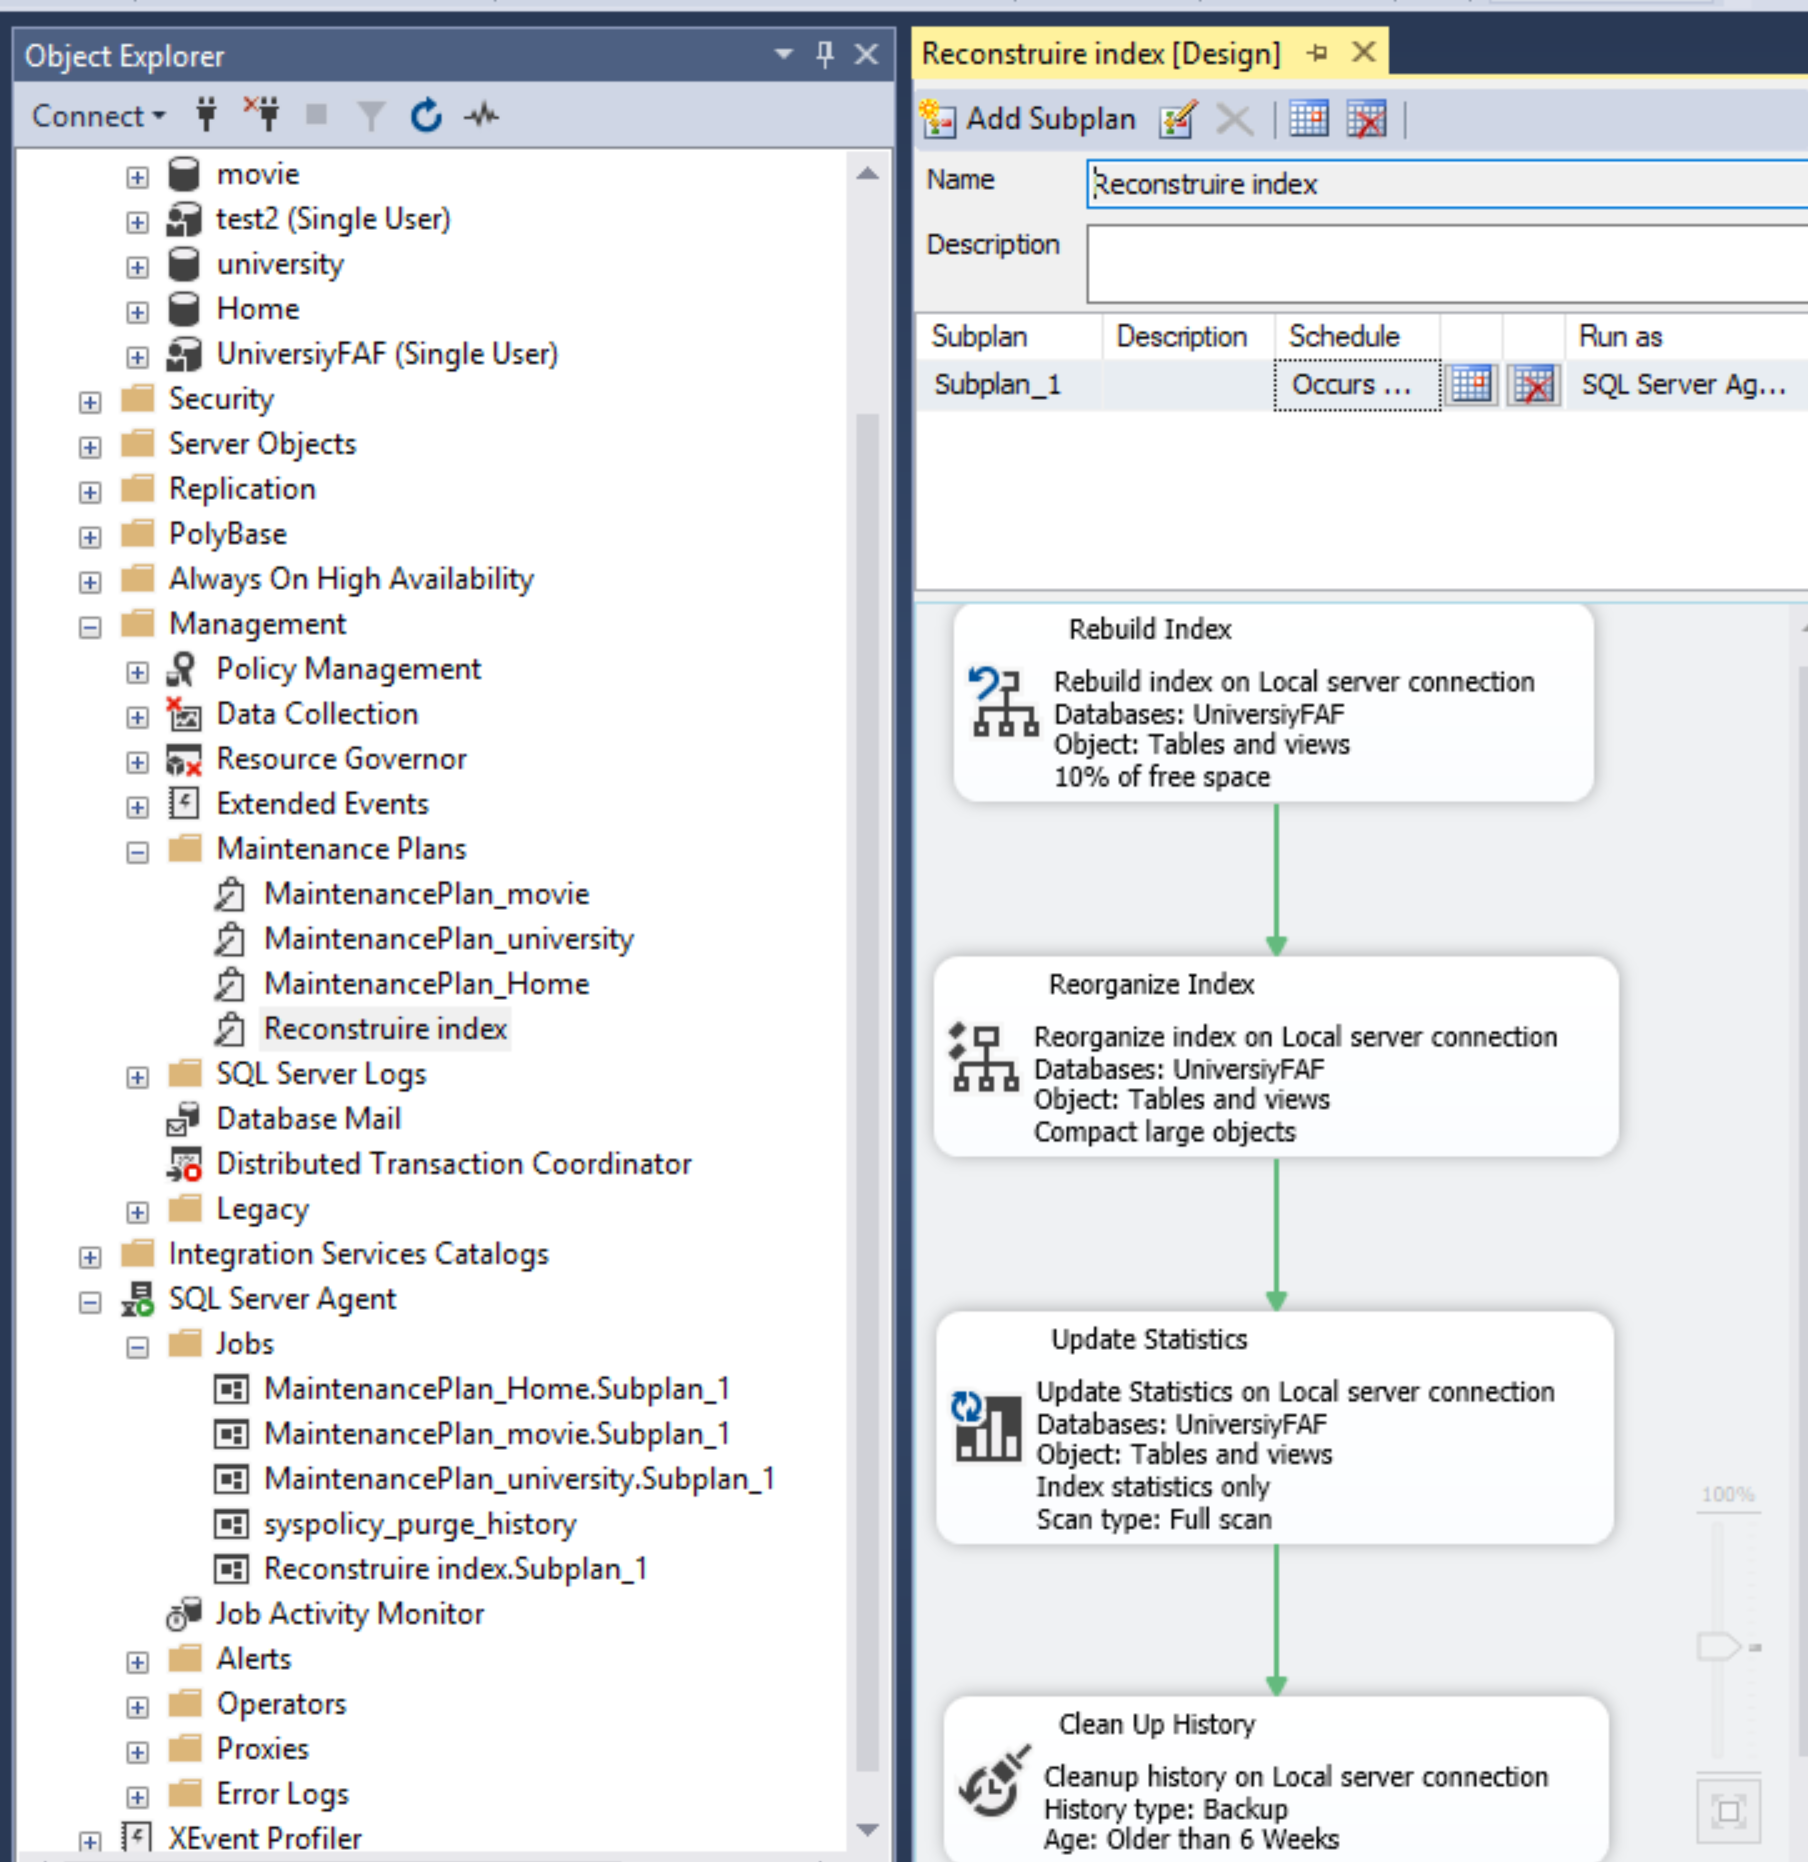 Object Explorer
Connect
movie
test2 (Single User)
university
Home
UniversiyFAF (Single User)
Security
Server Objects
Replication
PolyBase
Always On High Availability
Management
Policy Management
Data Collection
Resource Governor
Extended Events
Maintenance Plans
MaintenancePlan_movie
MaintenancePlan_university
MaintenancePlan_Home
Reconstruire index
SQL Server Logs
Database Mail
Distributed Transaction Coordinator
Legacy
Integration Services Catalogs
SQL Server Agent
Jobs
MaintenancePlan_Home.Subplan_1
MaintenancePlan_movie.Subplan_1
MaintenancePlan_university.Subplan_1
syspolicy_purge_history
Reconstruire index.Subplan_1
Job Activity Monitor
Alerts
Operators
Proxies
Error Logs
XEvent Profiler
Reconstruire index [Design]
Add Subplan
Name
Reconstruire index
Description
Subplan Description Schedule Run as
Subplan_1 Occurs ... SQL Server Ag...
Rebuild Index
Rebuild index on Local server connection
Databases: UniversiyFAF
Object: Tables and views
10% of free space
Reorganize Index
Reorganize index on Local server connection
Databases: UniversiyFAF
Object: Tables and views
Compact large objects
Update Statistics
Update Statistics on Local server connection
Databases: UniversiyFAF
Object: Tables and views
Index statistics only
Scan type: Full scan
100%
Clean Up History
Cleanup history on Local server connection
History type: Backup
Age: Older than 6 Weeks